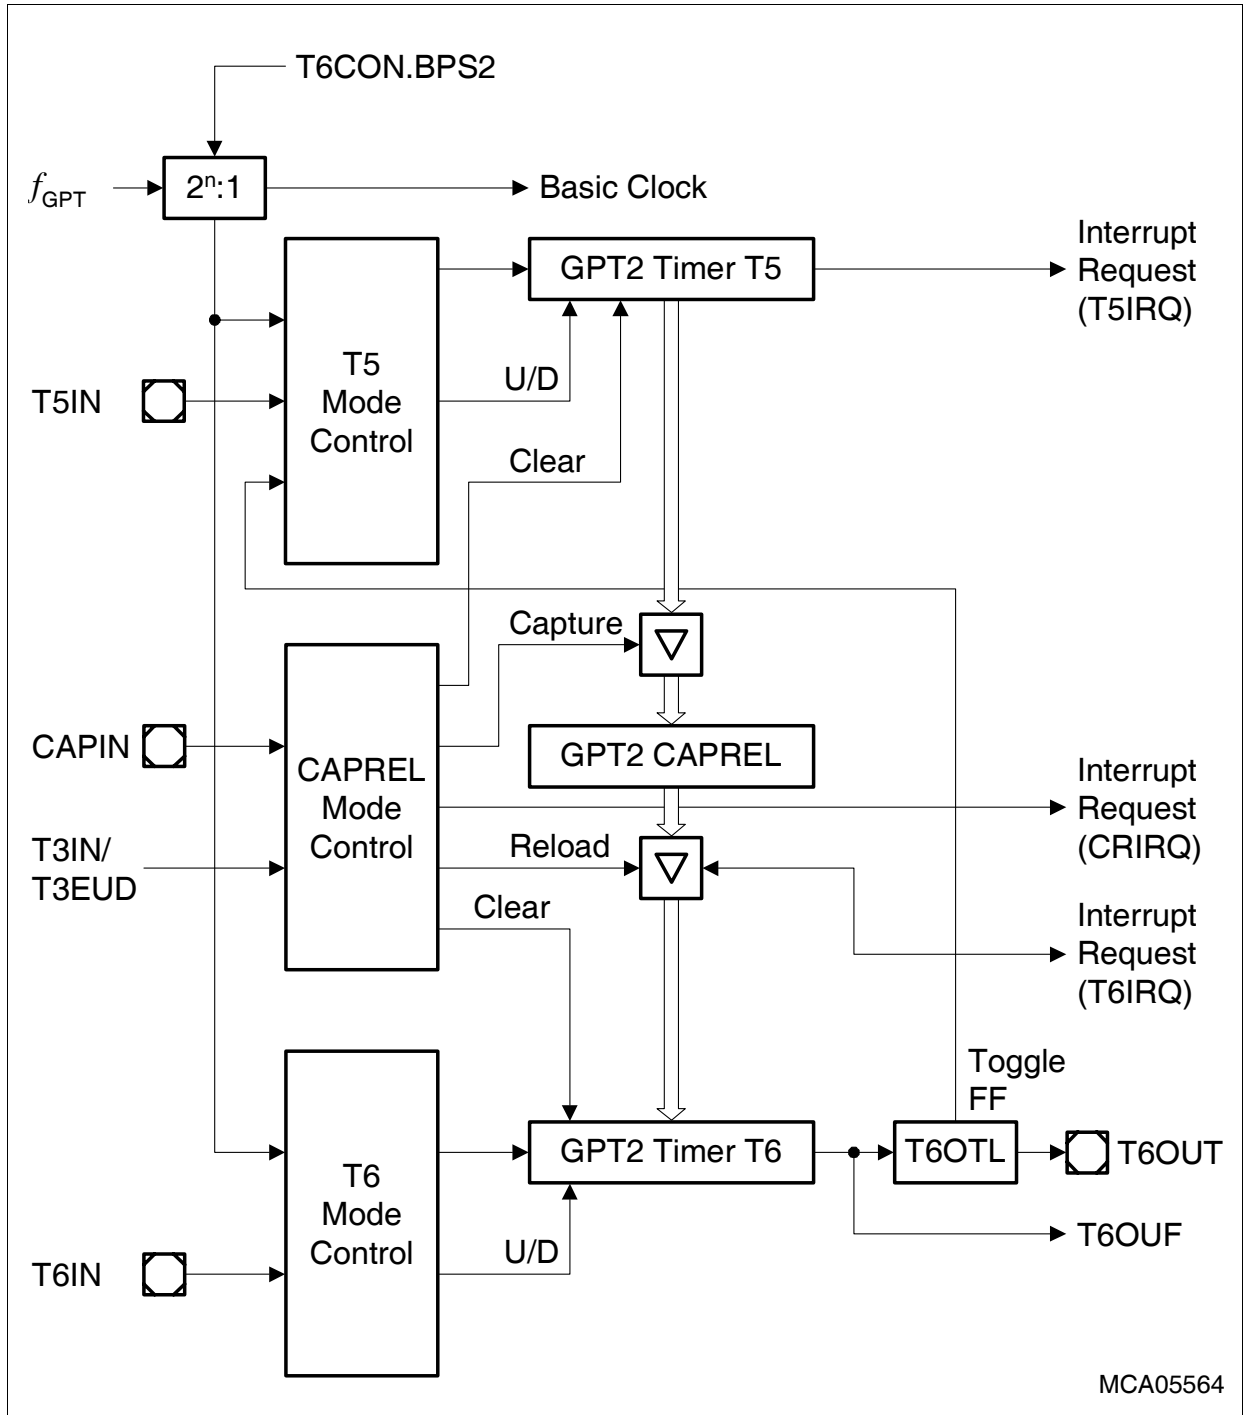 T6CON.BPS2
fGPT
2n:1
Basic Clock
Interrupt
Request
(T5IRQ)
GPT2 Timer T5
T5
Mode
Control
U/D
T5IN
Clear
Capture
CAPIN
CAPREL
Mode
Control
GPT2 CAPREL
Interrupt
Request
(CRIRQ)
T3IN/
T3EUD
Reload
Clear
Interrupt
Request
(T6IRQ)
Toggle
FF
T6
Mode
Control
GPT2 Timer T6
T6OTL
T6OUT
U/D
T6OUF
T6IN
MCA05564